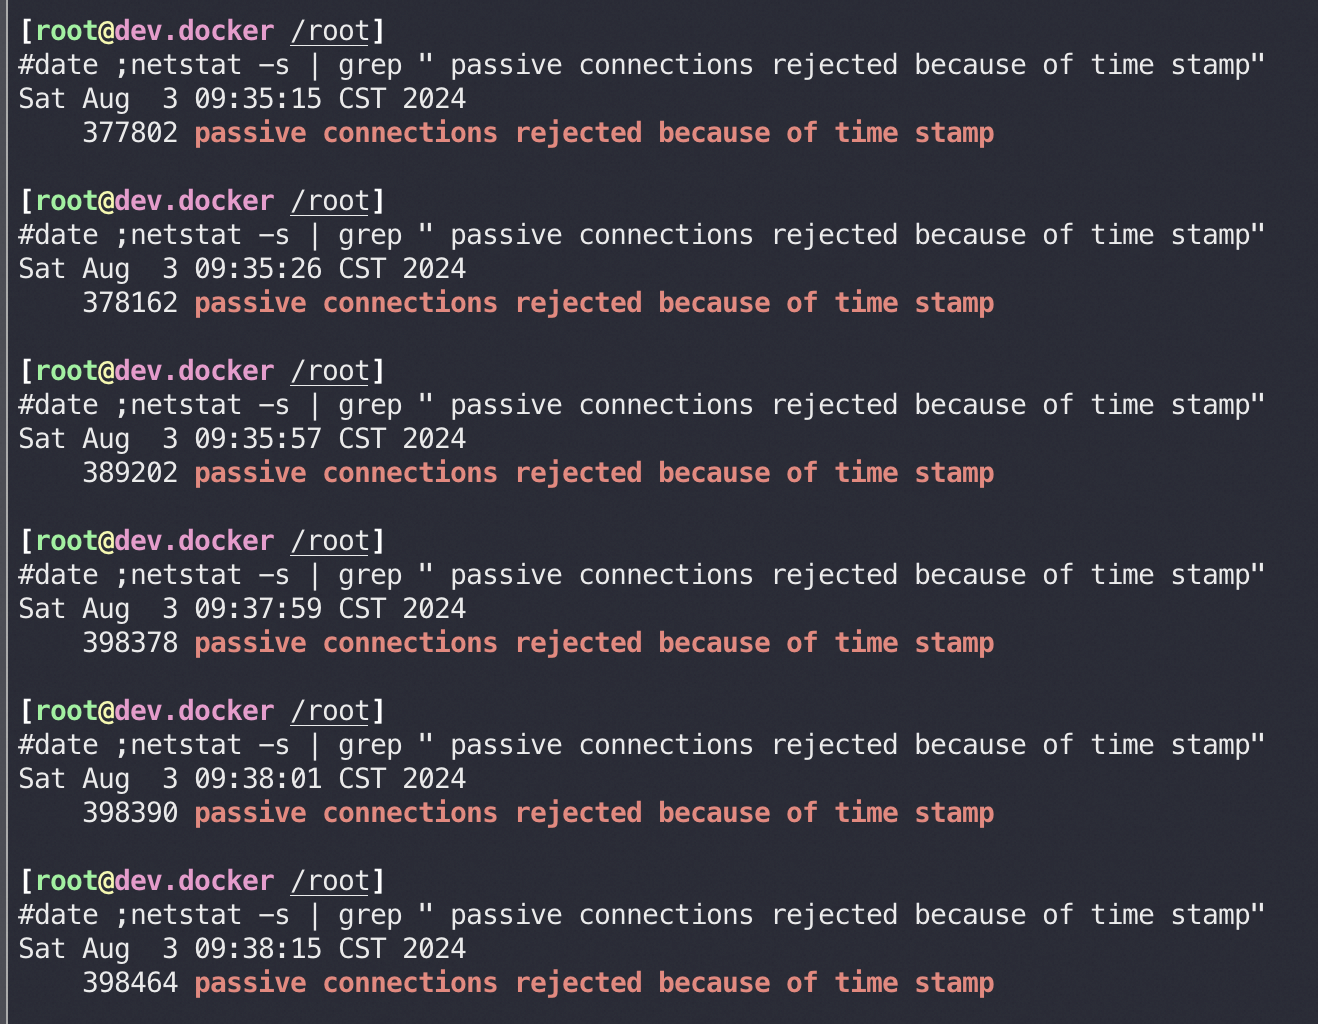 [root@dev.docker /root]
#date ;netstat -s | grep " passive connections rejected because of time stamp"
Sat Aug  3 09:35:15 CST 2024
    377802 passive connections rejected because of time stamp
[root@dev.docker /root]
#date ;netstat -s | grep " passive connections rejected because of time stamp"
Sat Aug  3 09:35:26 CST 2024
    378162 passive connections rejected because of time stamp
[root@dev.docker /root]
#date ;netstat -s | grep " passive connections rejected because of time stamp"
Sat Aug  3 09:35:57 CST 2024
    389202 passive connections rejected because of time stamp
[root@dev.docker /root]
#date ;netstat -s | grep " passive connections rejected because of time stamp"
Sat Aug  3 09:37:59 CST 2024
    398378 passive connections rejected because of time stamp
[root@dev.docker /root]
#date ;netstat -s | grep " passive connections rejected because of time stamp"
Sat Aug  3 09:38:01 CST 2024
    398390 passive connections rejected because of time stamp
[root@dev.docker /root]
#date ;netstat -s | grep " passive connections rejected because of time stamp"
Sat Aug  3 09:38:15 CST 2024
    398464 passive connections rejected because of time stamp